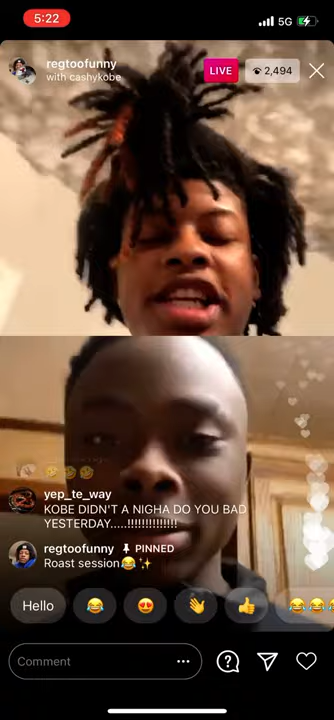 5:22
5G
regtoofunny
with cashykobe
LIVE
2,494
yep_te_way
KOBE DIDN'T A NIGHA DO YOU BAD
YESTERDAY.....!!!!!!!!!!!!!!!
regtoofunny PINNED
Roast session😂✨
Hello
Comment